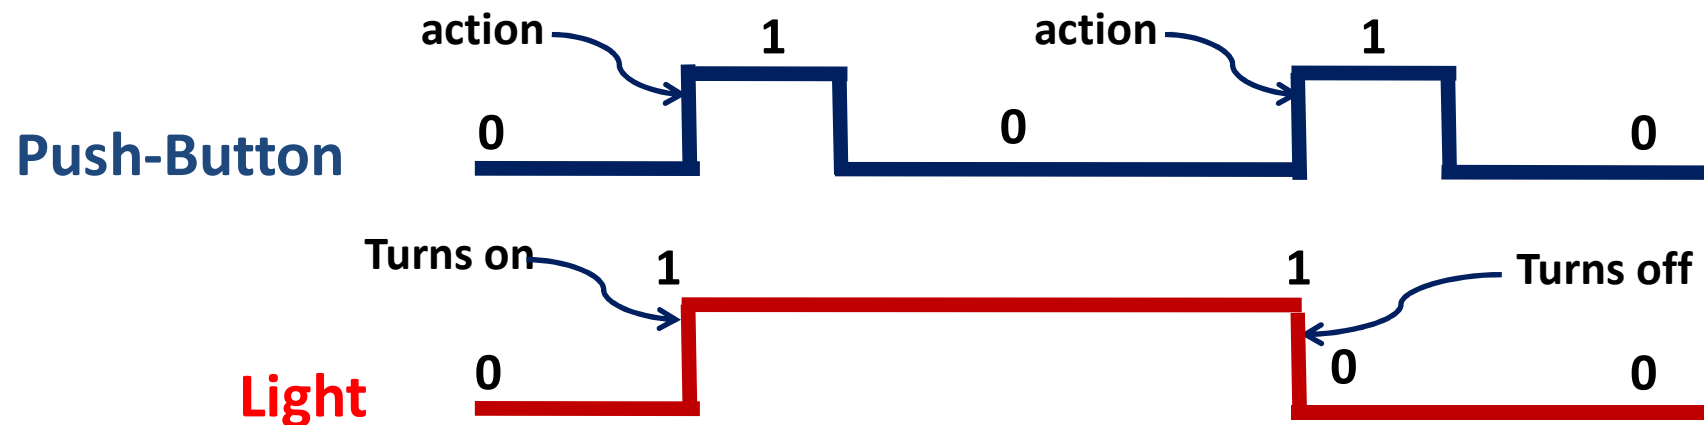 action 1 action 1
Push-Button 0 0 0
Turns on 1 1 Turns off
Light 0 0 0